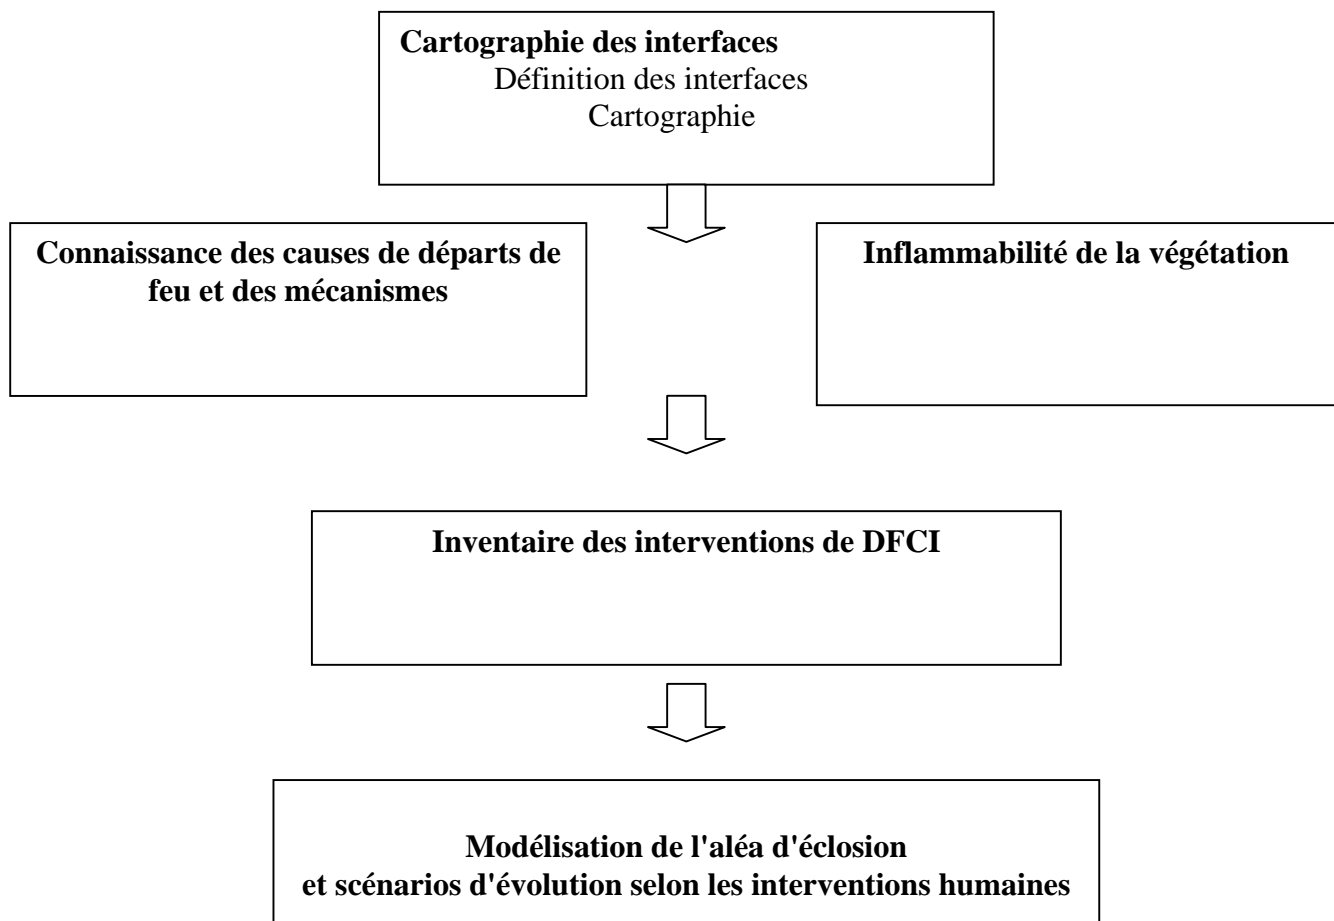 Cartographie des interfaces
Définition des interfaces
Cartographie
Connaissance des causes de départs de
feu et des mécanismes
Inflammabilité de la végétation
Inventaire des interventions de DFCI
Modélisation de l'aléa d'éclosion
et scénarios d'évolution selon les interventions humaines